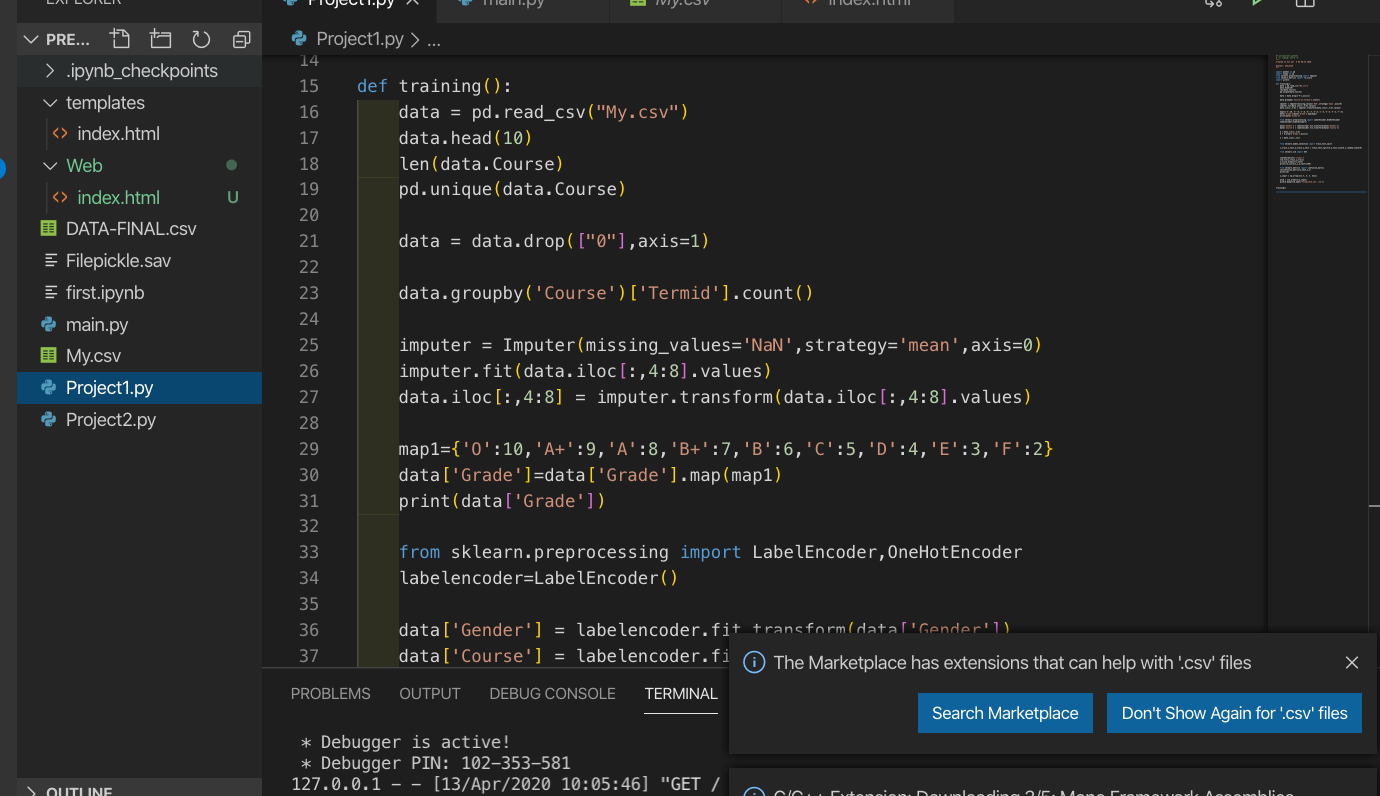 EXPLORER
Project1.py
main.py
My.csv
index.html
PRE...
Project1.py > ...
.ipynb_checkpoints
templates
index.html
Web
index.html U
DATA-FINAL.csv
Filepickle.sav
first.ipynb
main.py
My.csv
Project1.py
Project2.py
OUTLINE
14
15 def training():
16 data = pd.read_csv("My.csv")
17 data.head(10)
18 len(data.Course)
19 pd.unique(data.Course)
20
21 data = data.drop(["0"],axis=1)
22
23 data.groupby('Course')['Termid'].count()
24
25 imputer = Imputer(missing_values='NaN',strategy='mean',axis=0)
26 imputer.fit(data.iloc[:,4:8].values)
27 data.iloc[:,4:8] = imputer.transform(data.iloc[:,4:8].values)
28
29 map1={'O':10,'A+':9,'A':8,'B+':7,'B':6,'C':5,'D':4,'E':3,'F':2}
30 data['Grade']=data['Grade'].map(map1)
31 print(data['Grade'])
32
33 from sklearn.preprocessing import LabelEncoder,OneHotEncoder
34 labelencoder=LabelEncoder()
35
36 data['Gender'] = labelencoder.fit_transform(data['Gender'])
37 data['Course'] = labelencoder.fi
PROBLEMS OUTPUT DEBUG CONSOLE TERMINAL
* Debugger is active!
* Debugger PIN: 102-353-581
127.0.0.1 - - [13/Apr/2020 10:05:46] "GET /
The Marketplace has extensions that can help with '.csv' files
Search Marketplace
Don't Show Again for '.csv' files
C/C++ Extension: Downloading 3/5: Mono Framework Assemblies